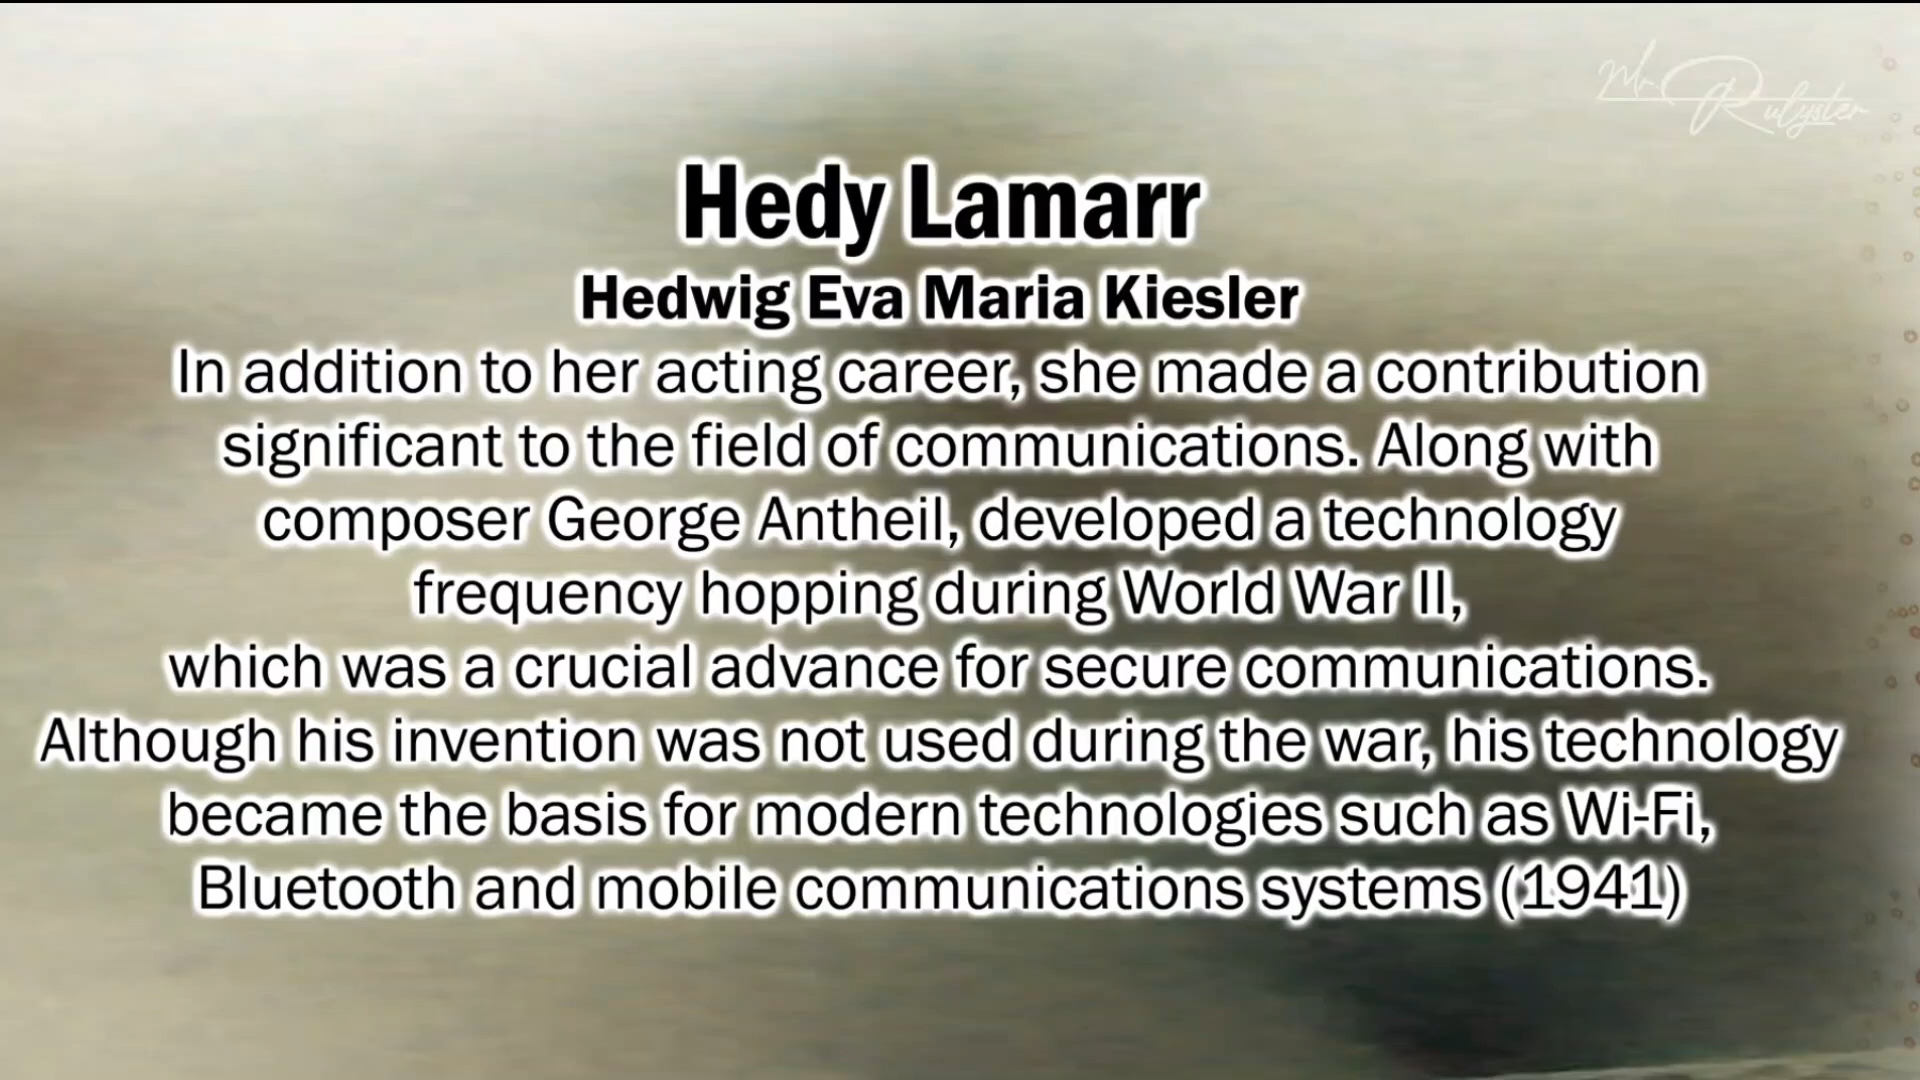 Mr. Rulyster
Hedy Lamarr
Hedwig Eva Maria Kiesler
In addition to her acting career, she made a contribution
significant to the field of communications. Along with
composer George Antheil, developed a technology
frequency hopping during World War II,
which was a crucial advance for secure communications.
Although his invention was not used during the war, his technology
became the basis for modern technologies such as Wi-Fi,
Bluetooth and mobile communications systems (1941)